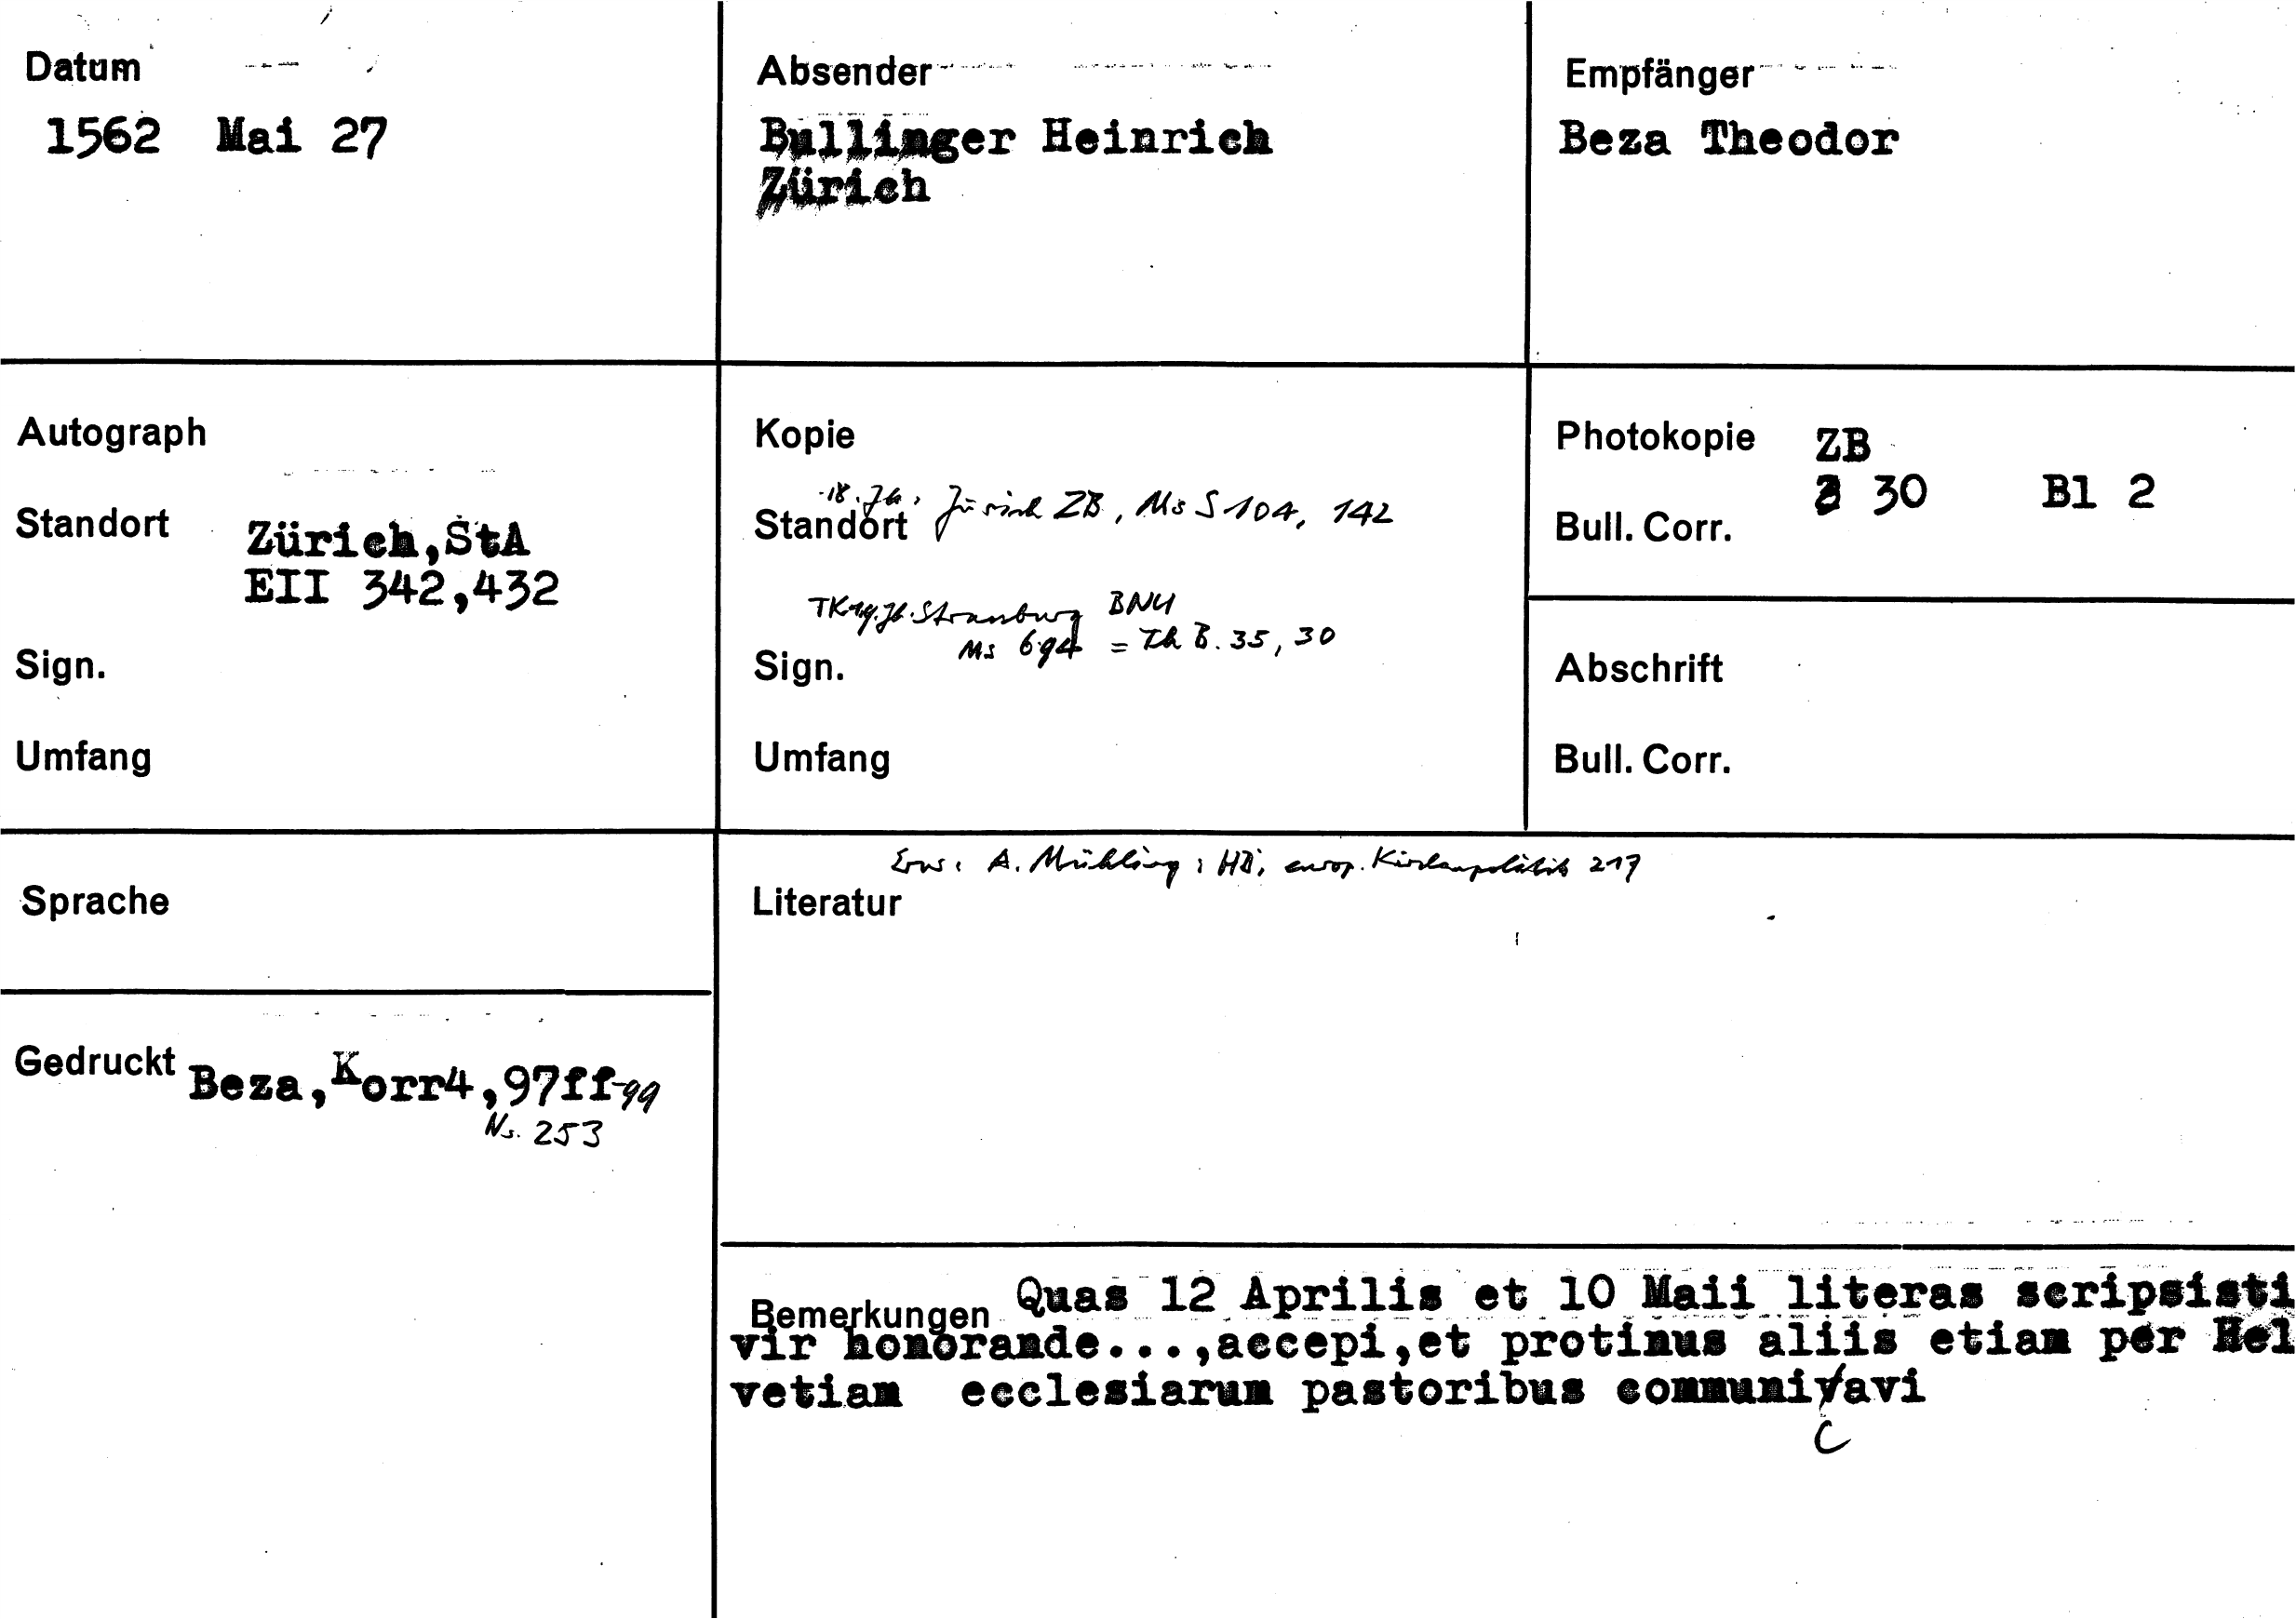 Datum
1562 Mai 27
Absender
Bullinger Heinrich
Zürich
Empfänger
Beza Theodor
Autograph
Standort Zürich,StA
EII 342,432
Sign.
Umfang
Kopie
18. Jh. Zürich ZB, Ms S 104, 142
Standort
TK 19. Jh. Strassburg BNU
Ms 694 = Th B. 35, 30
Sign.
Umfang
Photokopie ZB
30 Bl 2
Bull. Corr.
Abschrift
Bull. Corr.
Sprache
Erw. A. Mühling: HB, europ. Kirchenpolitik 217
Literatur
Gedruckt Beza,Korr4,97ff-99
Nr. 253
Bemerkungen Quas 12 Aprilis et 10 Maii literas scripsisti
vir honorande...,accepi,et protinus aliis etiam per Hel
vetiam ecclesiarum pastoribus communicavi